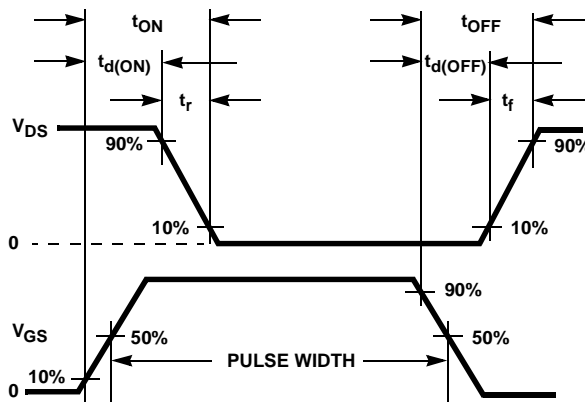 tON tOFF
td(ON) td(OFF)
tr tf
VDS
90% 90%
10% 10%
0
90%
VGS 50% 50%
PULSE WIDTH
10%
0